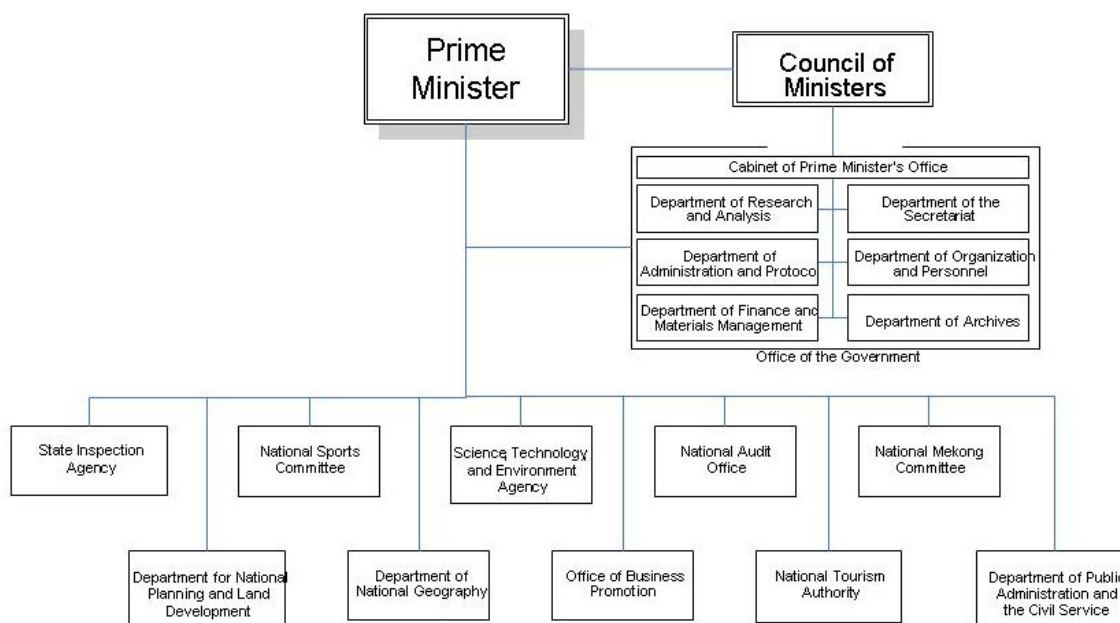 Prime
Minister
Council of
Ministers
Cabinet of Prime Minister's Office
Department of Research
and Analysis
Department of the
Secretariat
Department of
Administration and Protoco
Department of Organization
and Personnel
Department of Finance and
Materials Management
Department of Archives
Office of the Government
State Inspection
Agency
National Sports
Committee
Science, Technology
and Environment
Agency
National Audit
Office
National Mekong
Committee
Department for National
Planning and Land
Development
Department of
National Geography
Office of Business
Promotion
National Tourism
Authority
Department of Public
Administration and
the Civil Service